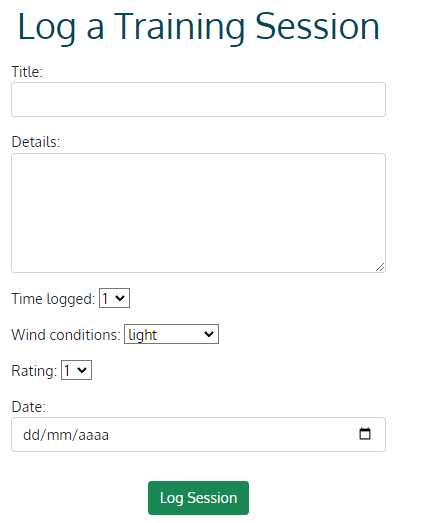 Log a Training Session
Title:
Details:
Time logged: 1
Wind conditions: light
Rating: 1
Date:
dd/mm/aaaa
Log Session